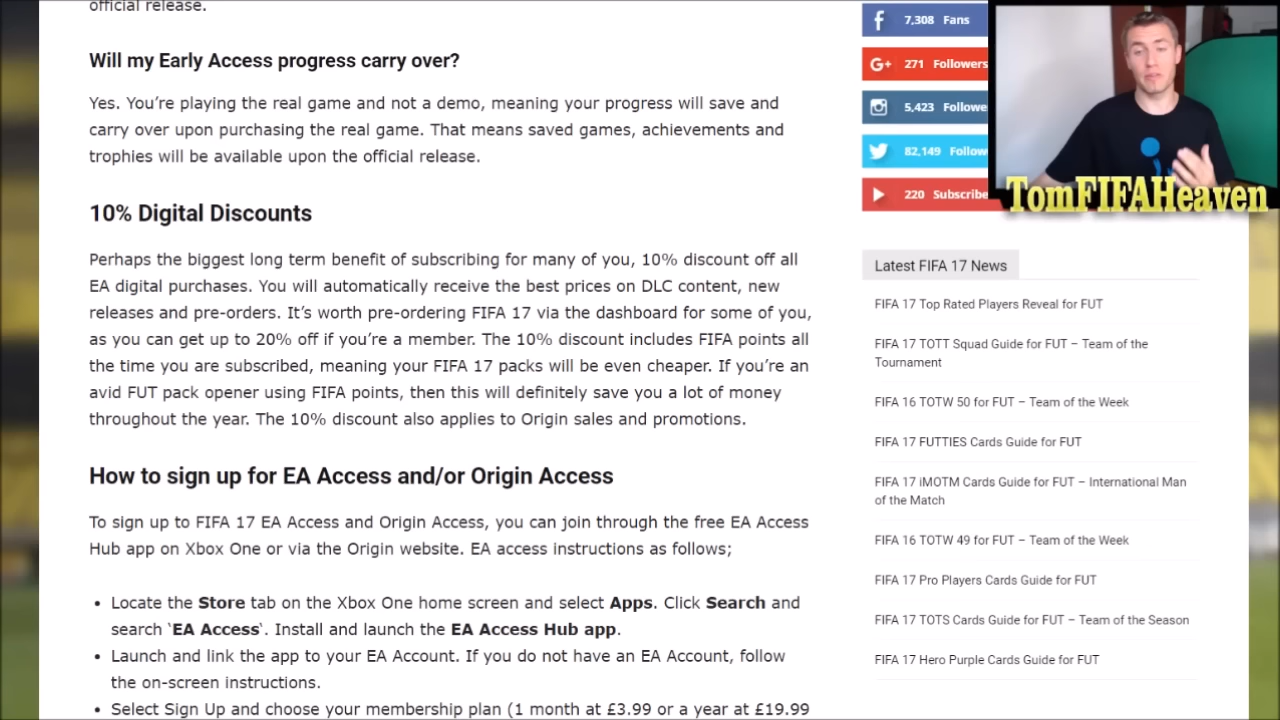 official release.
Will my Early Access progress carry over?
Yes. You’re playing the real game and not a demo, meaning your progress will save and
carry over upon purchasing the real game. That means saved games, achievements and
trophies will be available upon the official release.
10% Digital Discounts
Perhaps the biggest long term benefit of subscribing for many of you, 10% discount off all
EA digital purchases. You will automatically receive the best prices on DLC content, new
releases and pre-orders. It’s worth pre-ordering FIFA 17 via the dashboard for some of you,
as you can get up to 20% off if you’re a member. The 10% discount includes FIFA points all
the time you are subscribed, meaning your FIFA 17 packs will be even cheaper. If you’re an
avid FUT pack opener using FIFA points, then this will definitely save you a lot of money
throughout the year. The 10% discount also applies to Origin sales and promotions.
How to sign up for EA Access and/or Origin Access
To sign up to FIFA 17 EA Access and Origin Access, you can join through the free EA Access
Hub app on Xbox One or via the Origin website. EA access instructions as follows;
• Locate the Store tab on the Xbox One home screen and select Apps. Click Search and
search ‘EA Access‘. Install and launch the EA Access Hub app.
• Launch and link the app to your EA Account. If you do not have an EA Account, follow
the on-screen instructions.
• Select Sign Up and choose your membership plan (1 month at £3.99 or a year at £19.99
7,308 Fans
G+ 271 Followers
5,423 Followe
82,149 Follow
220 Subscribe
TomFIFAHeaven
Latest FIFA 17 News
FIFA 17 Top Rated Players Reveal for FUT
FIFA 17 TOTT Squad Guide for FUT – Team of the
Tournament
FIFA 16 TOTW 50 for FUT – Team of the Week
FIFA 17 FUTTIES Cards Guide for FUT
FIFA 17 iMOTM Cards Guide for FUT – International Man
of the Match
FIFA 16 TOTW 49 for FUT – Team of the Week
FIFA 17 Pro Players Cards Guide for FUT
FIFA 17 TOTS Cards Guide for FUT – Team of the Season
FIFA 17 Hero Purple Cards Guide for FUT